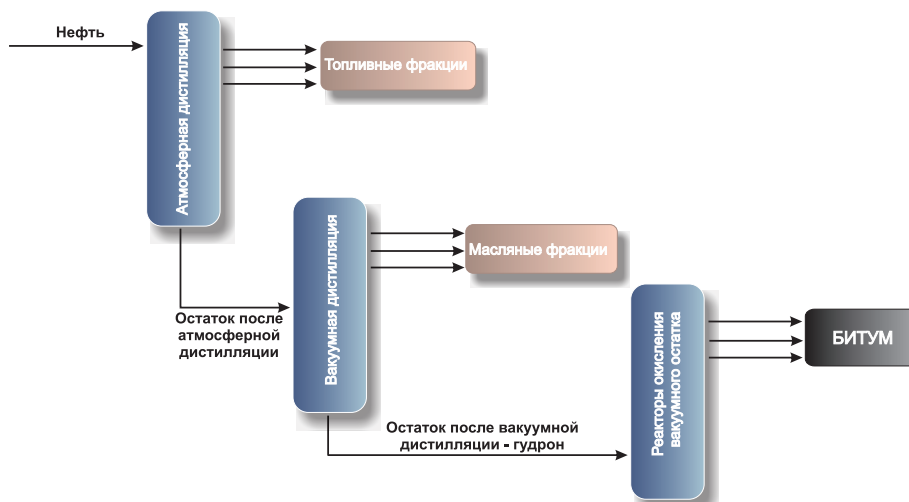 Нефть
Атмосферная дистилляция
Топливные фракции
Остаток после
атмосферной
дистилляции
Вакуумная дистилляция
Масляные фракции
Остаток после вакуумной
дистилляции - гудрон
Реакторы окисления
вакуумного остатка
БИТУМ